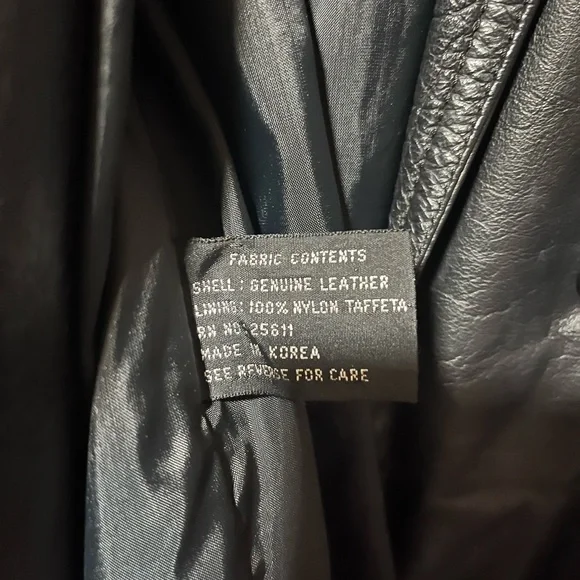 FABRIC CONTENTS
SHELL: GENUINE LEATHER
LINING: 100% NYLON TAFFETA
RN NO: 25611
MADE IN KOREA
SEE REVERSE FOR CARE